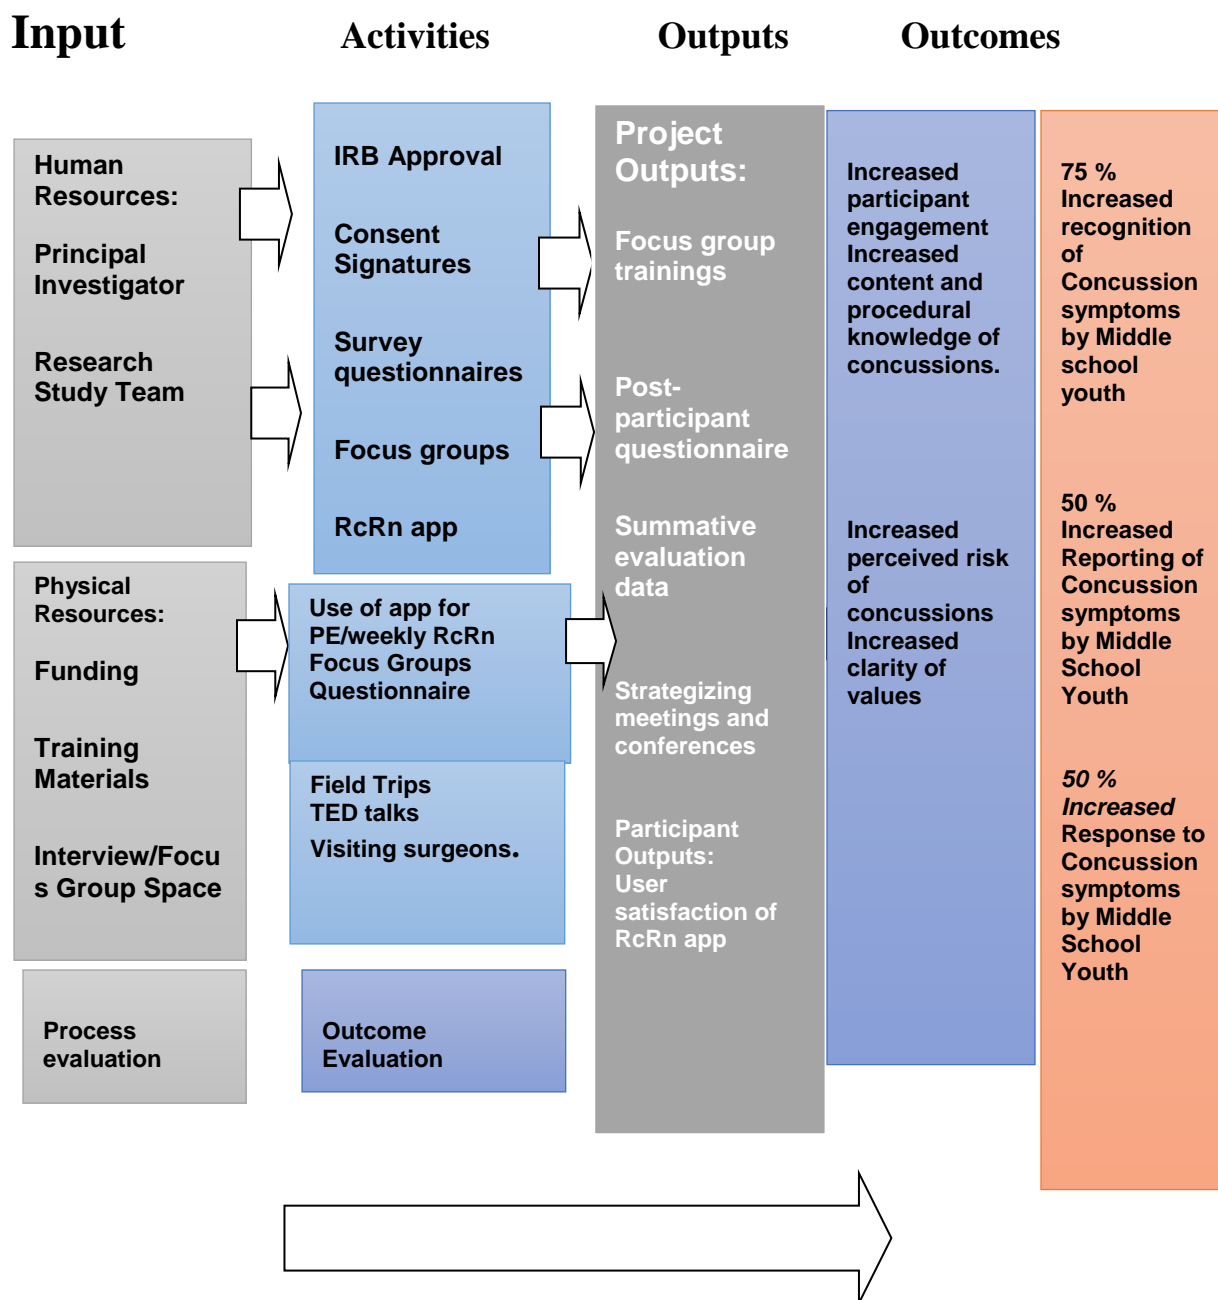 Input
Activities
Outputs
Outcomes
Human
Resources:
Principal
Investigator
Research
Study Team
Physical
Resources:
Funding
Training
Materials
Interview/Focu
s Group Space
Process
evaluation
IRB Approval
Consent
Signatures
Survey
questionnaires
Focus groups
RcRn app
Use of app for
PE/weekly RcRn
Focus Groups
Questionnaire
Field Trips
TED talks
Visiting surgeons.
Outcome
Evaluation
Project
Outputs:
Focus group
trainings
Post-
participant
questionnaire
Summative
evaluation
data
Strategizing
meetings and
conferences
Participant
Outputs:
User
satisfaction of
RcRn app
Increased
participant
engagement
Increased
content and
procedural
knowledge of
concussions.
Increased
perceived risk
of
concussions
Increased
clarity of
values
75 %
Increased
recognition
of
Concussion
symptoms
by Middle
school
youth
50 %
Increased
Reporting of
Concussion
symptoms
by Middle
School
Youth
50 %
Increased
Response to
Concussion
symptoms
by Middle
School
Youth